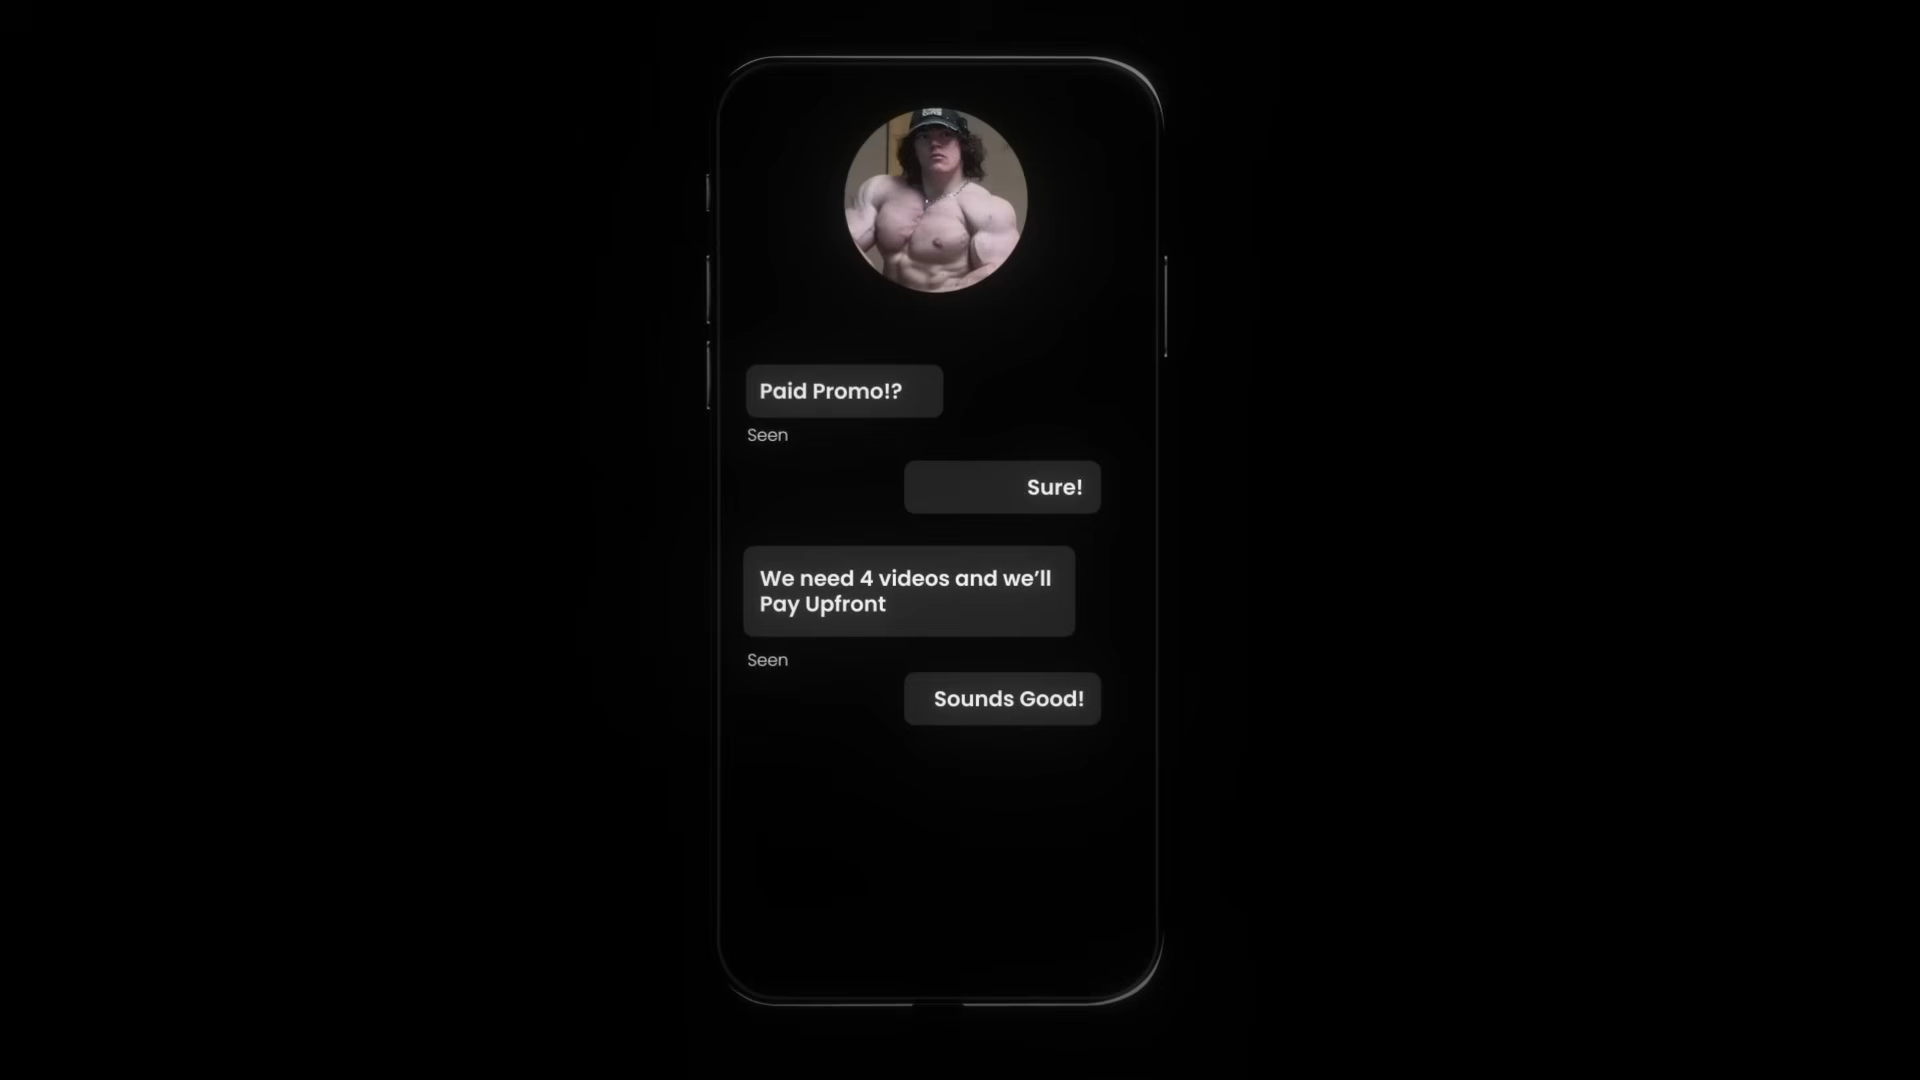 Paid Promo!?
Seen
Sure!
We need 4 videos and we’ll
Pay Upfront
Seen
Sounds Good!